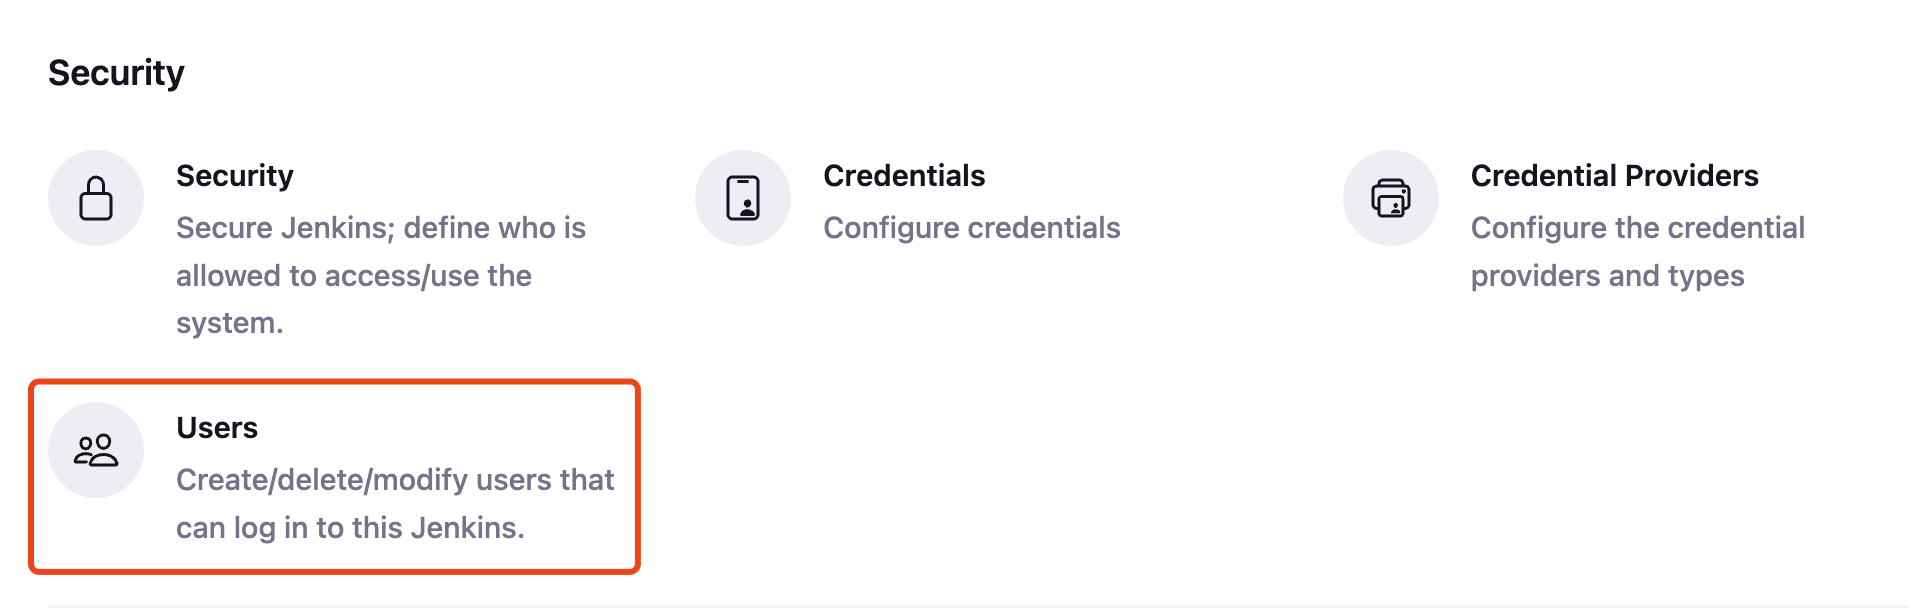 Security
Security
Secure Jenkins; define who is
allowed to access/use the
system.
Credentials
Configure credentials
Credential Providers
Configure the credential
providers and types
Users
Create/delete/modify users that
can log in to this Jenkins.